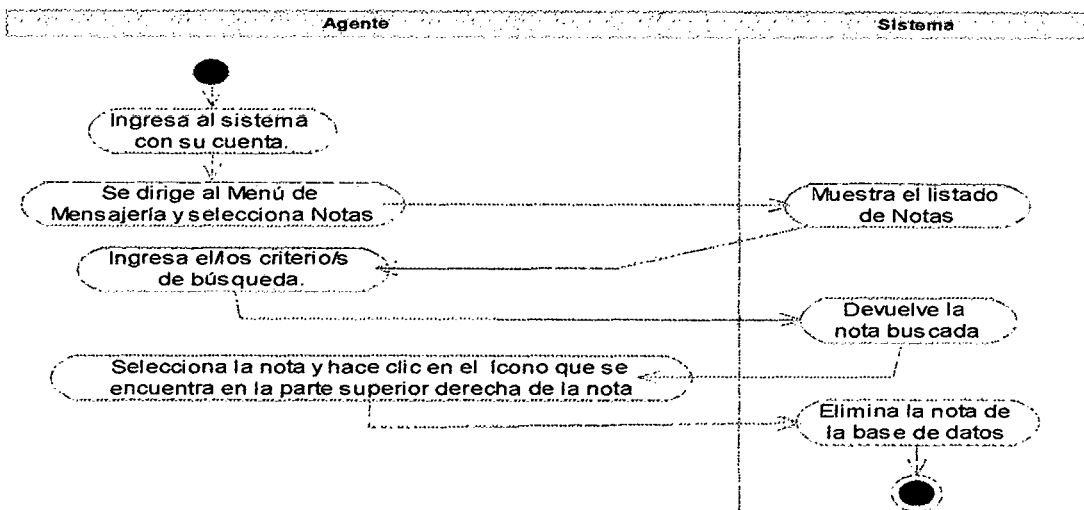 Agente
Sistema
Ingresa al sistema
con su cuenta.
Se dirige al Menú de
Mensajería y selecciona Notas
Muestra el listado
de Notas
Ingresa el/los criterio/s
de búsqueda.
Devuelve la
nota buscada
Selecciona la nota y hace clic en el ícono que se
encuentra en la parte superior derecha de la nota
Elimina la nota de
la base de datos